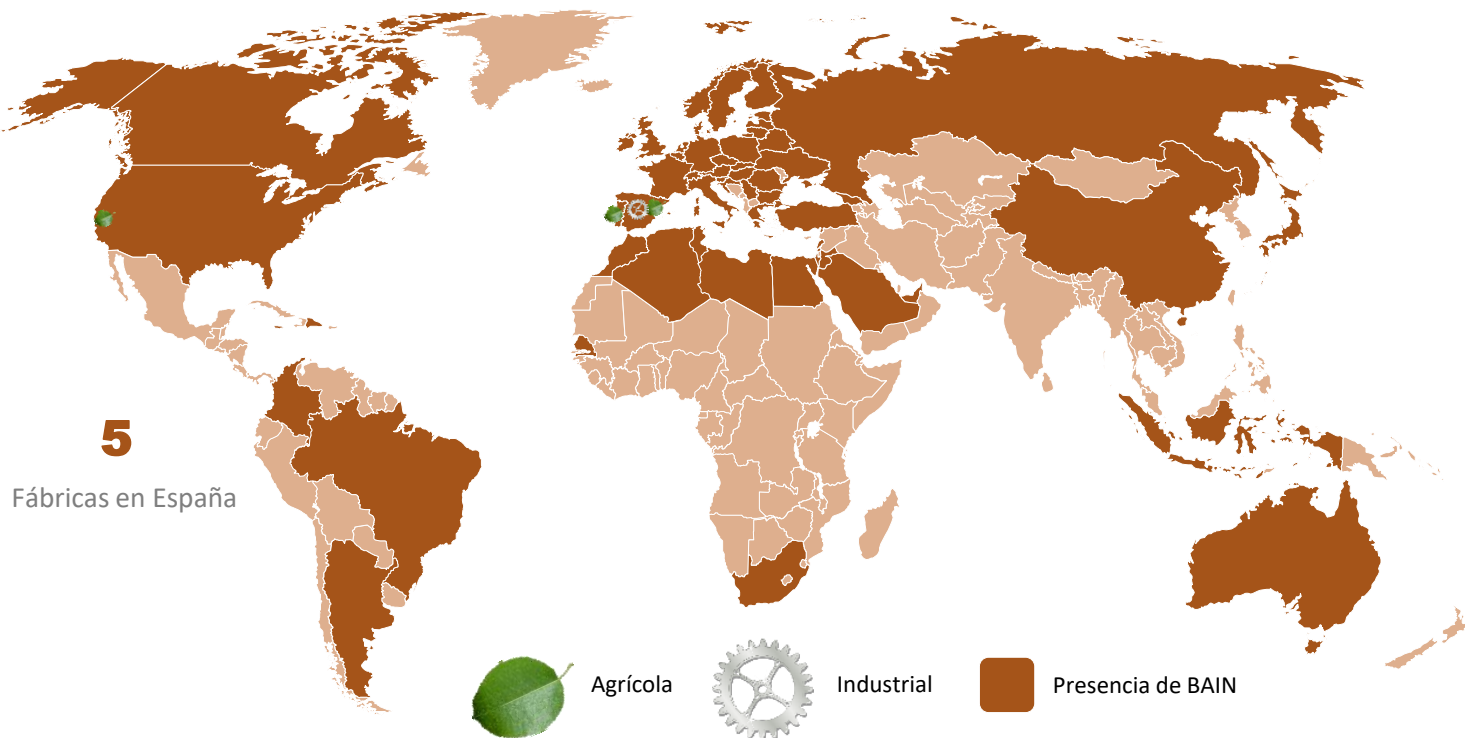 5
Fábricas en España
Agrícola
Industrial
Presencia de BAIN